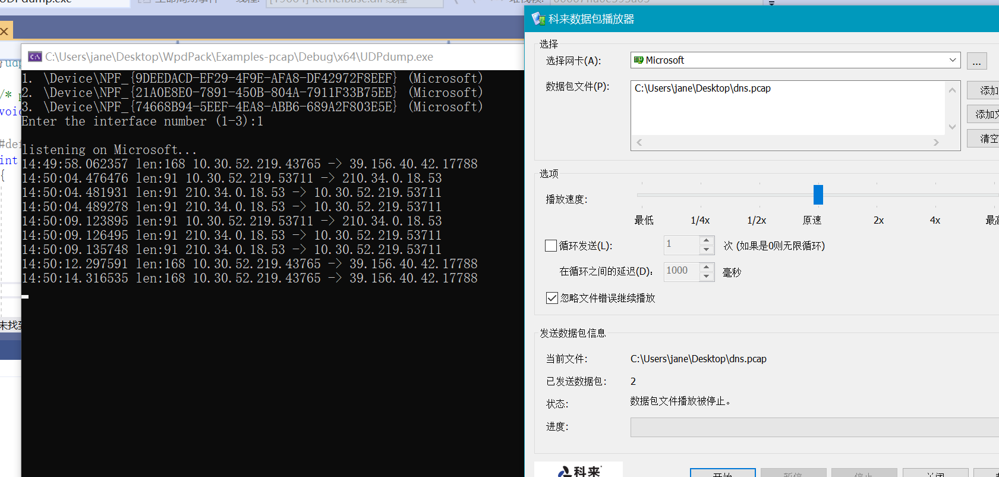 UDPdump.exe
C:\Users\jane\Desktop\WpdPack\Examples-pcap\Debug\x64\UDPdump.exe
1. \Device\NPF_{9DEEDACD-EF29-4F9E-AFA8-DF42972F8EEF} (Microsoft)
2. \Device\NPF_{21A0E8E0-7891-450B-804A-7911F33B75EE} (Microsoft)
3. \Device\NPF_{74668B94-5EEF-4EA8-ABB6-689A2F803E5E} (Microsoft)
Enter the interface number (1-3):1
listening on Microsoft...
14:49:58.062357 len:168 10.30.52.219.43765 -> 39.156.40.42.17788
14:50:04.476476 len:91 10.30.52.219.53711 -> 210.34.0.18.53
14:50:04.481931 len:91 210.34.0.18.53 -> 10.30.52.219.53711
14:50:04.489278 len:91 210.34.0.18.53 -> 10.30.52.219.53711
14:50:09.123895 len:91 10.30.52.219.53711 -> 210.34.0.18.53
14:50:09.126495 len:91 210.34.0.18.53 -> 10.30.52.219.53711
14:50:09.135748 len:91 210.34.0.18.53 -> 10.30.52.219.53711
14:50:12.297591 len:168 10.30.52.219.43765 -> 39.156.40.42.17788
14:50:14.316535 len:168 10.30.52.219.43765 -> 39.156.40.42.17788
}udp
/* p
voi
#def
int
{
未找
科来数据包播放器
选择
选择网卡(A): Microsoft ...
数据包文件(P): C:\Users\jane\Desktop\dns.pcap 添加
添加文
清空
选项
播放速度:
最低 1/4x 1/2x 原速 2x 4x 最高
循环发送(L): 1 次 (如果是0则无限循环)
在循环之间的延迟(D): 1000 毫秒
忽略文件错误继续播放
发送数据包信息
当前文件: C:\Users\jane\Desktop\dns.pcap
已发送数据包: 2
状态: 数据包文件播放被停止。
进度:
科来
开始 暂停 停止 关闭